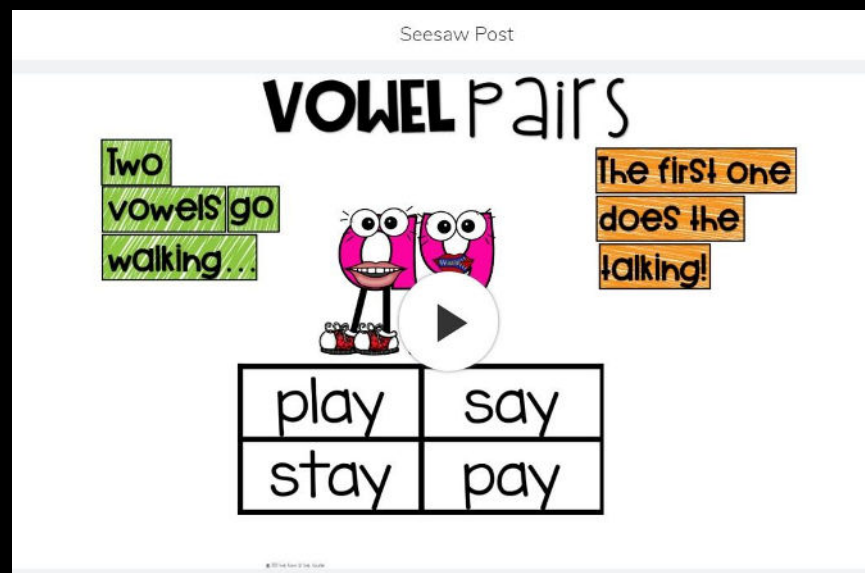 Seesaw Post
VOWEL Pairs
Two
vowels go
walking...
The first one
does the
talking!
play say
stay pay